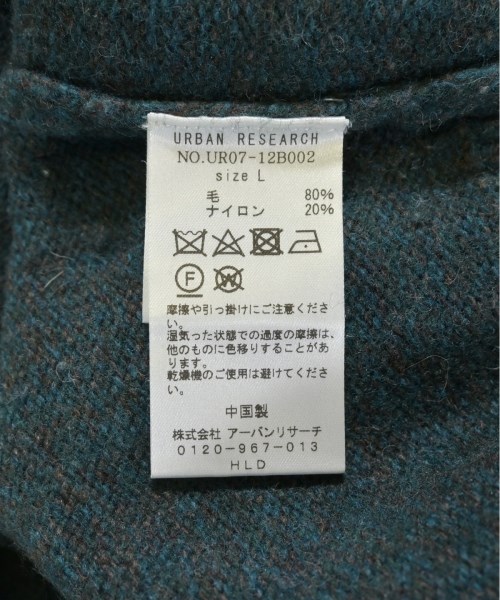 URBAN RESEARCH
NO.UR07-12B002
size L
毛 80%
ナイロン 20%
摩擦や引っ掛けにご注意ください。
湿気った状態での過度の摩擦は、
他のものに色移りすることがあ
ります。
乾燥機のご使用は避けてください。
中国製
株式会社 アーバンリサーチ
0120-967-013
HLD